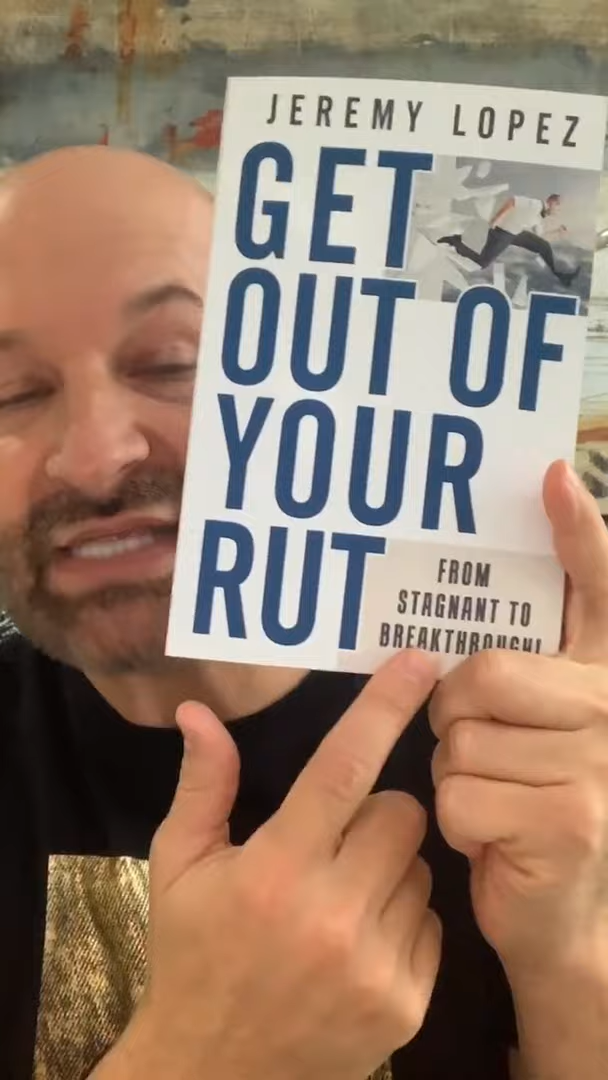 JEREMY LOPEZ
GET
OUT OF
YOUR
RUT
FROM
STAGNANT TO
BREAKTHROUGH!